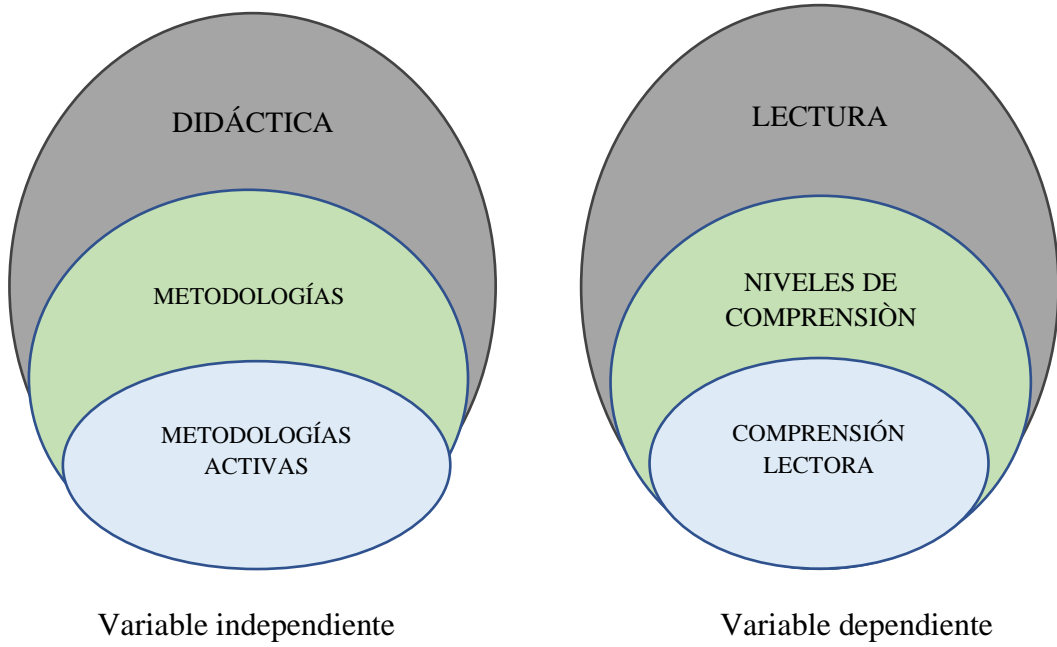 DIDÁCTICA
METODOLOGÍAS
METODOLOGÍAS
ACTIVAS
Variable independiente
LECTURA
NIVELES DE
COMPRENSIÒN
COMPRENSIÓN
LECTORA
Variable dependiente